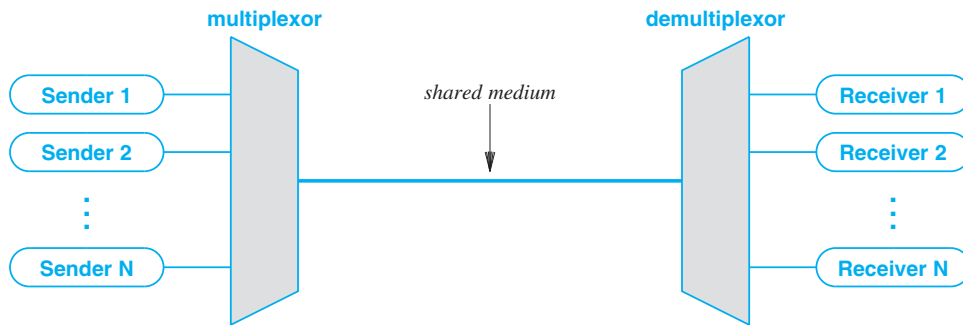 multiplexor
demultiplexor
shared medium
Sender 1
Receiver 1
Sender 2
Receiver 2
Sender N
Receiver N